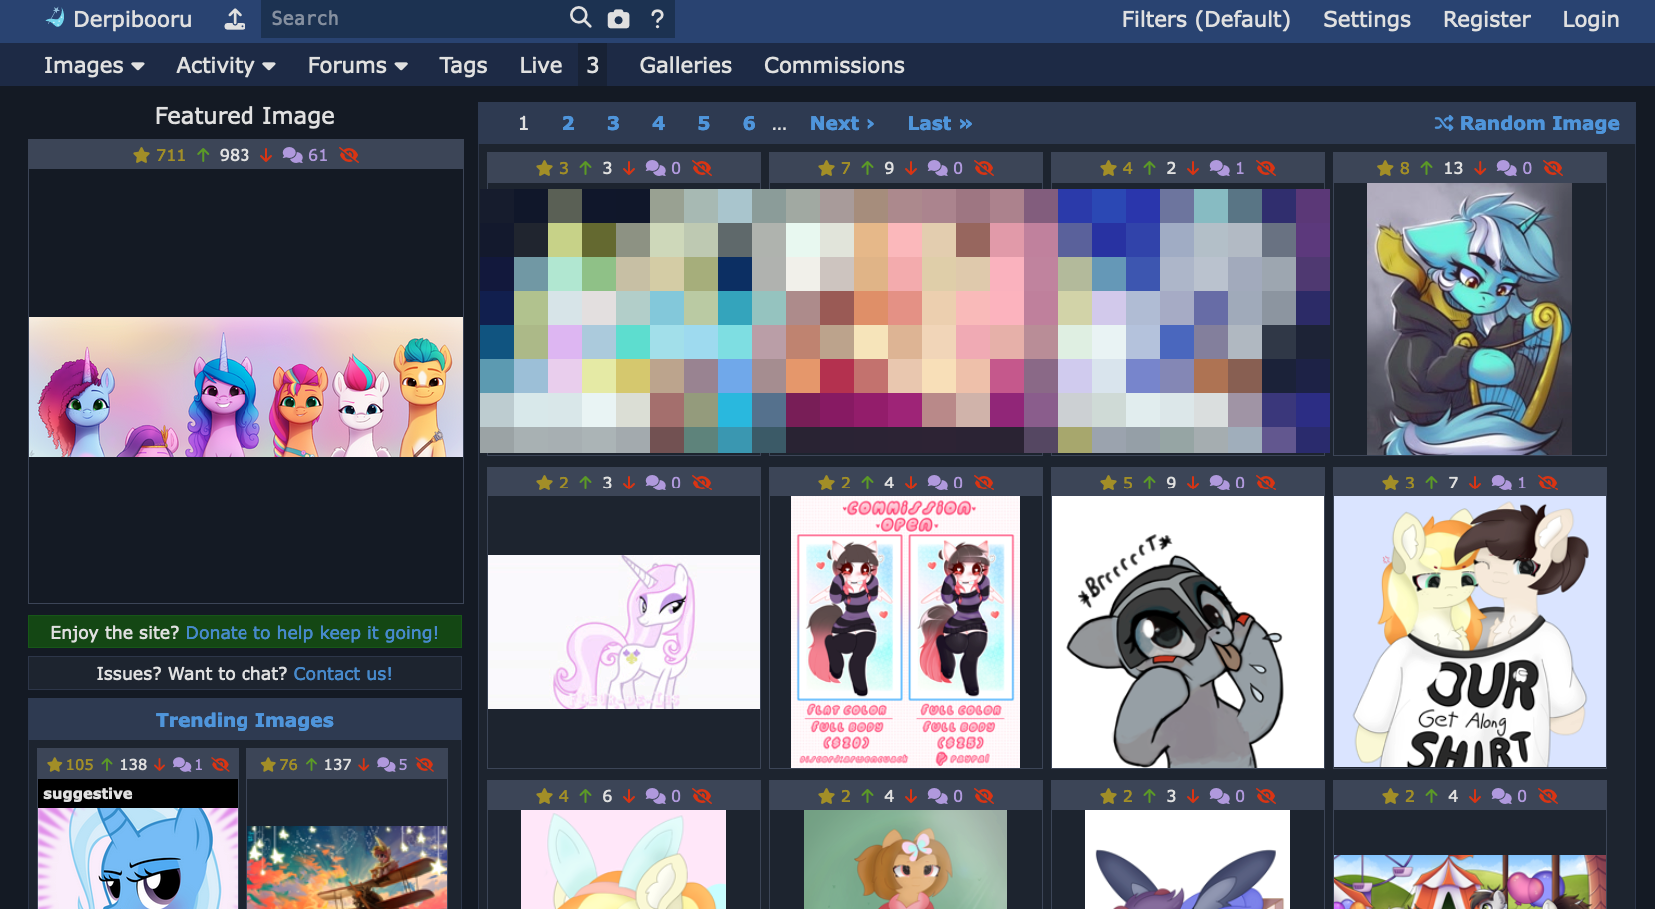 Derpibooru
Search
?
Filters (Default)
Settings
Register
Login
Images
Activity
Forums
Tags
Live
3
Galleries
Commissions
Featured Image
711 983 61
1 2 3 4 5 6 ... Next › Last »
Random Image
3 3 0
7 9 0
4 2 1
8 13 0
2 3 0
2 4 0
5 9 0
3 7 1
COMMISSION
OPEN
FLAT COLOR
FULL BODY
($20)
FULL COLOR
FULL BODY
($25)
*Brrrrrrt*
OUR
Get Along
SHIRT
Enjoy the site? Donate to help keep it going!
Issues? Want to chat? Contact us!
Trending Images
105 138 1
76 137 5
suggestive
4 6 0
2 4 0
2 3 0
2 4 0